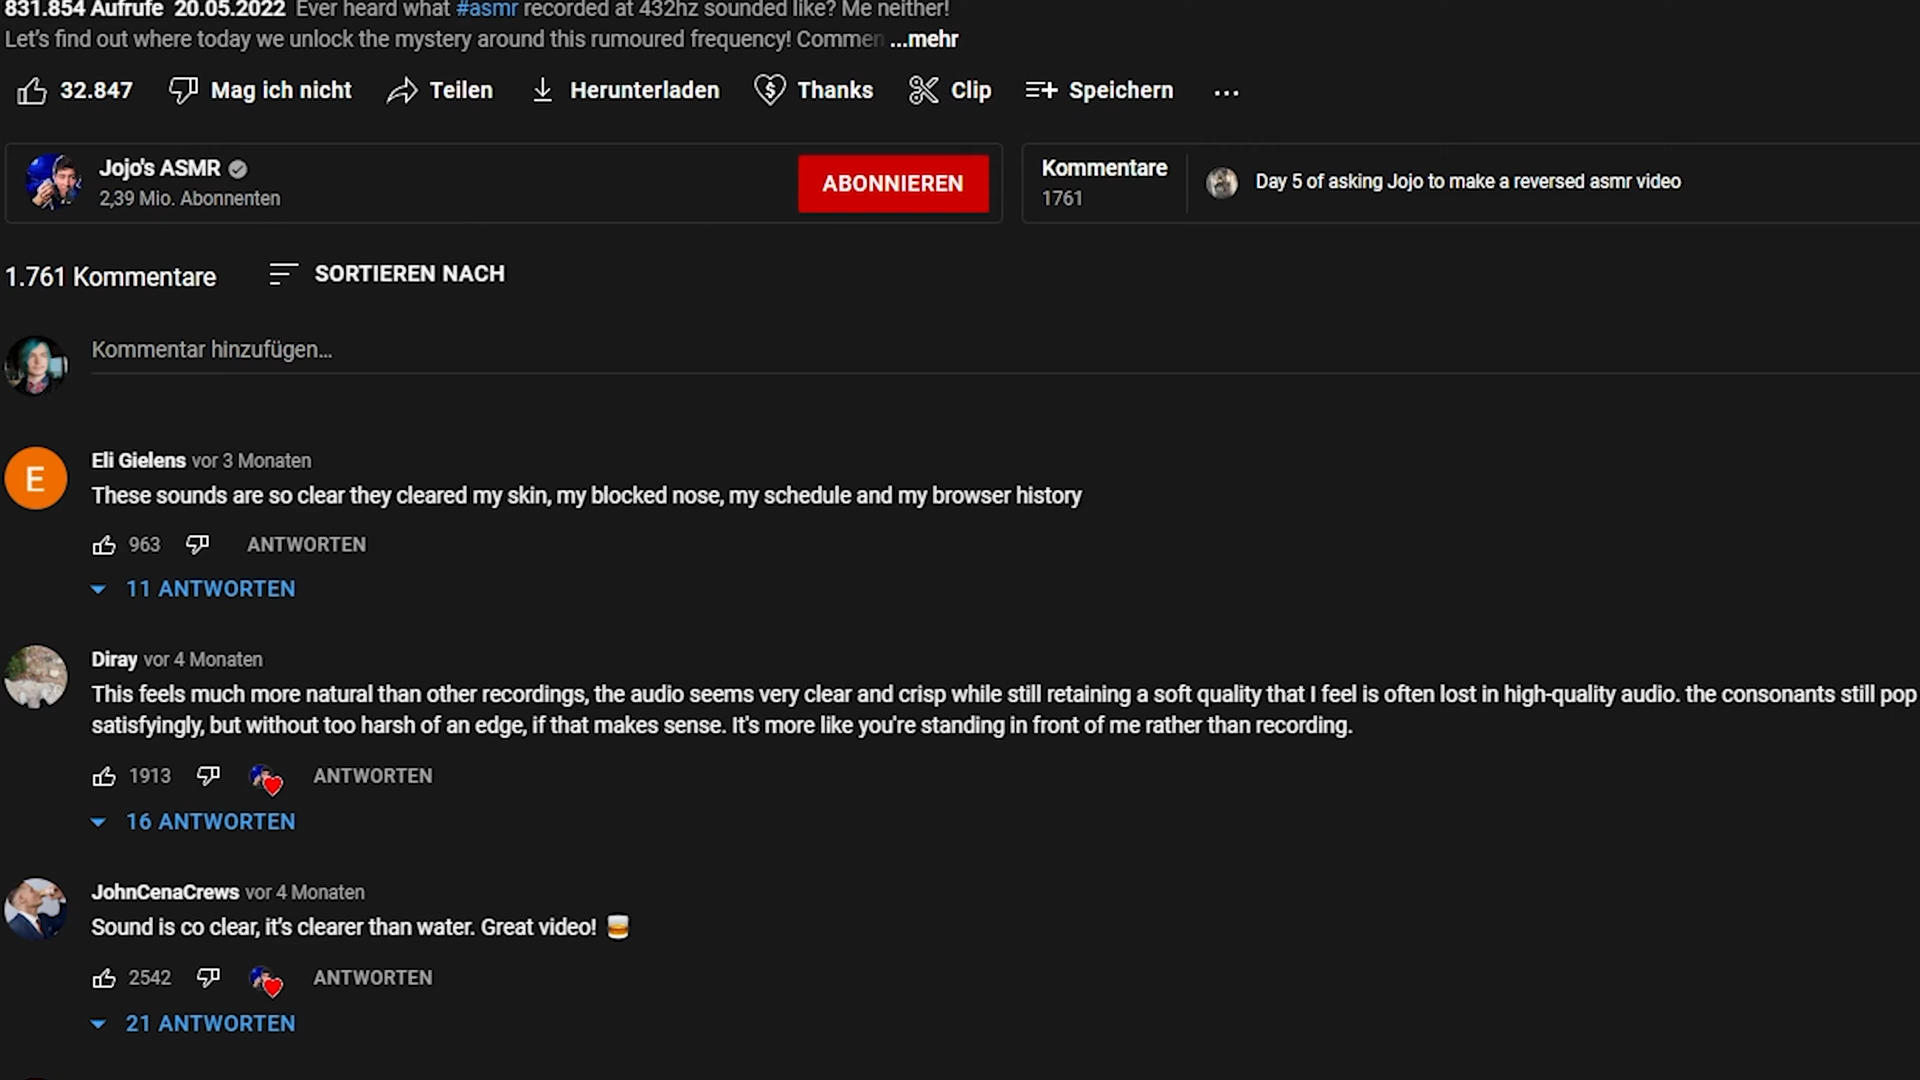 831.854 Aufrufe 20.05.2022 Ever heard what #asmr recorded at 432hz sounded like? Me neither!
Let's find out where today we unlock the mystery around this rumoured frequency! Commen ...mehr
32.847 Mag ich nicht Teilen Herunterladen Thanks Clip Speichern ...
Jojo's ASMR
2,39 Mio. Abonnenten
ABONNIEREN
Kommentare
1761
Day 5 of asking Jojo to make a reversed asmr video
1.761 Kommentare SORTIEREN NACH
Kommentar hinzufügen...
E
Eli Gielens vor 3 Monaten
These sounds are so clear they cleared my skin, my blocked nose, my schedule and my browser history
963 ANTWORTEN
11 ANTWORTEN
Diray vor 4 Monaten
This feels much more natural than other recordings, the audio seems very clear and crisp while still retaining a soft quality that I feel is often lost in high-quality audio. the consonants still pop
satisfyingly, but without too harsh of an edge, if that makes sense. It's more like you're standing in front of me rather than recording.
1913 ANTWORTEN
16 ANTWORTEN
JohnCenaCrews vor 4 Monaten
Sound is co clear, it's clearer than water. Great video! 🥃
2542 ANTWORTEN
21 ANTWORTEN